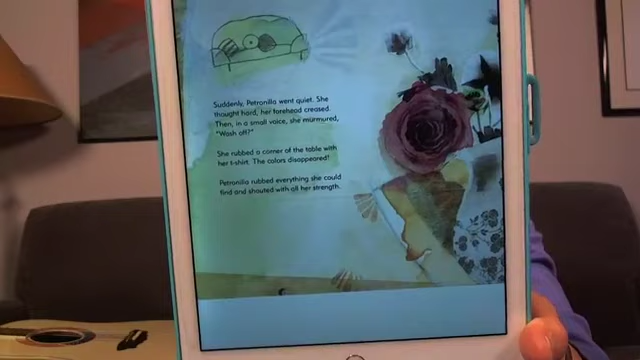 Suddenly, Petronilla went quiet. She
thought hard, her forehead creased.
Then, in a small voice, she murmured,
"Wash off?"
She rubbed a corner of the table with
her t-shirt. The colors disappeared!
Petronilla rubbed everything she could
find and shouted with all her strength.